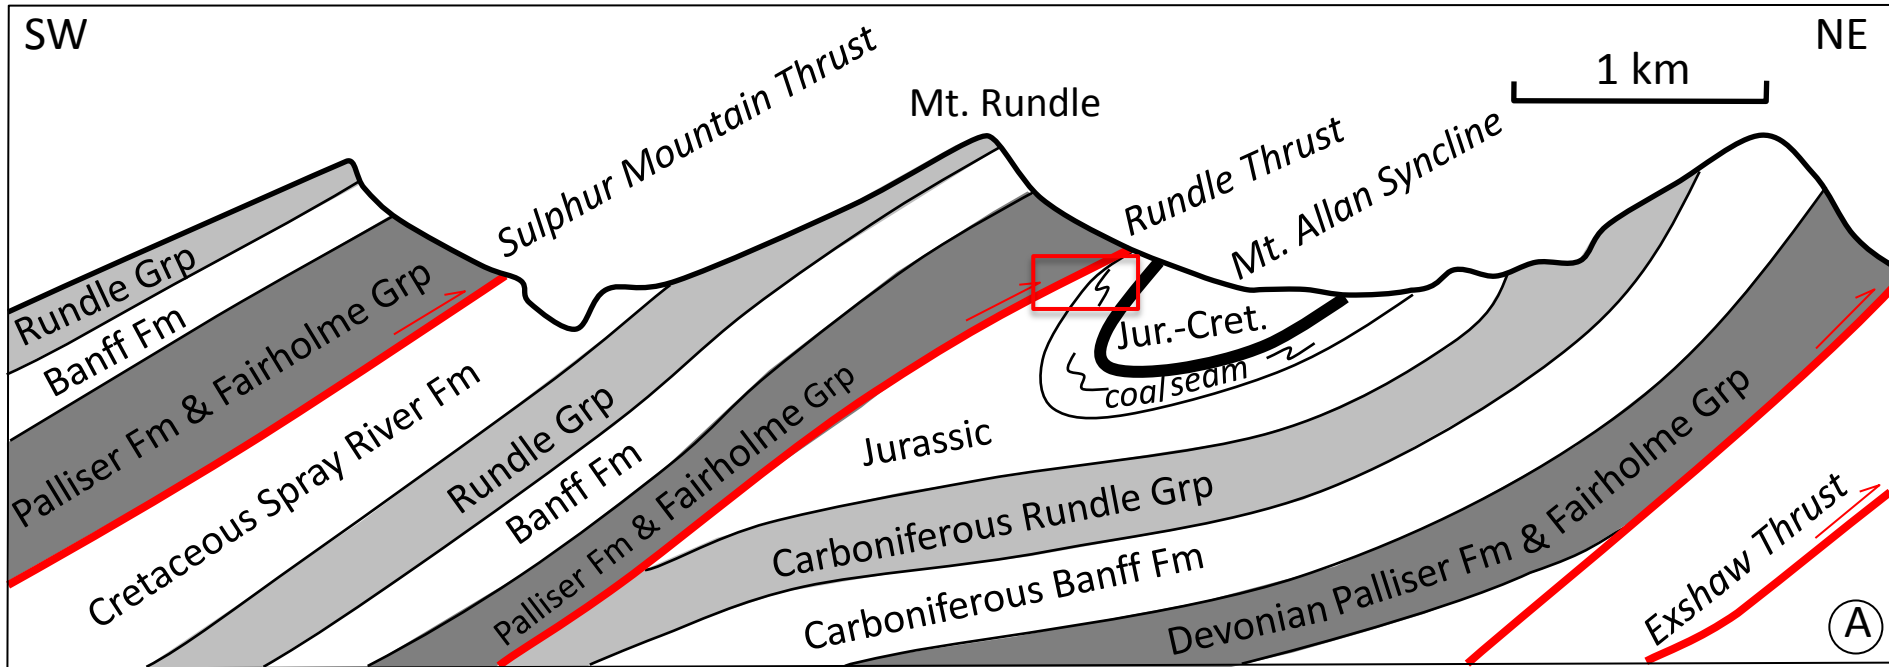 SW
NE
1 km
Sulphur Mountain Thrust
Mt. Rundle
Rundle Thrust
Mt. Allan Syncline
Rundle Grp
Banff Fm
Palliser Fm & Fairholme Grp
Cretaceous Spray River Fm
Rundle Grp
Banff Fm
Palliser Fm & Fairholme Grp
Jur.-Cret.
coal seam
Jurassic
Carboniferous Rundle Grp
Carboniferous Banff Fm
Devonian Palliser Fm & Fairholme Grp
Exshaw Thrust
A